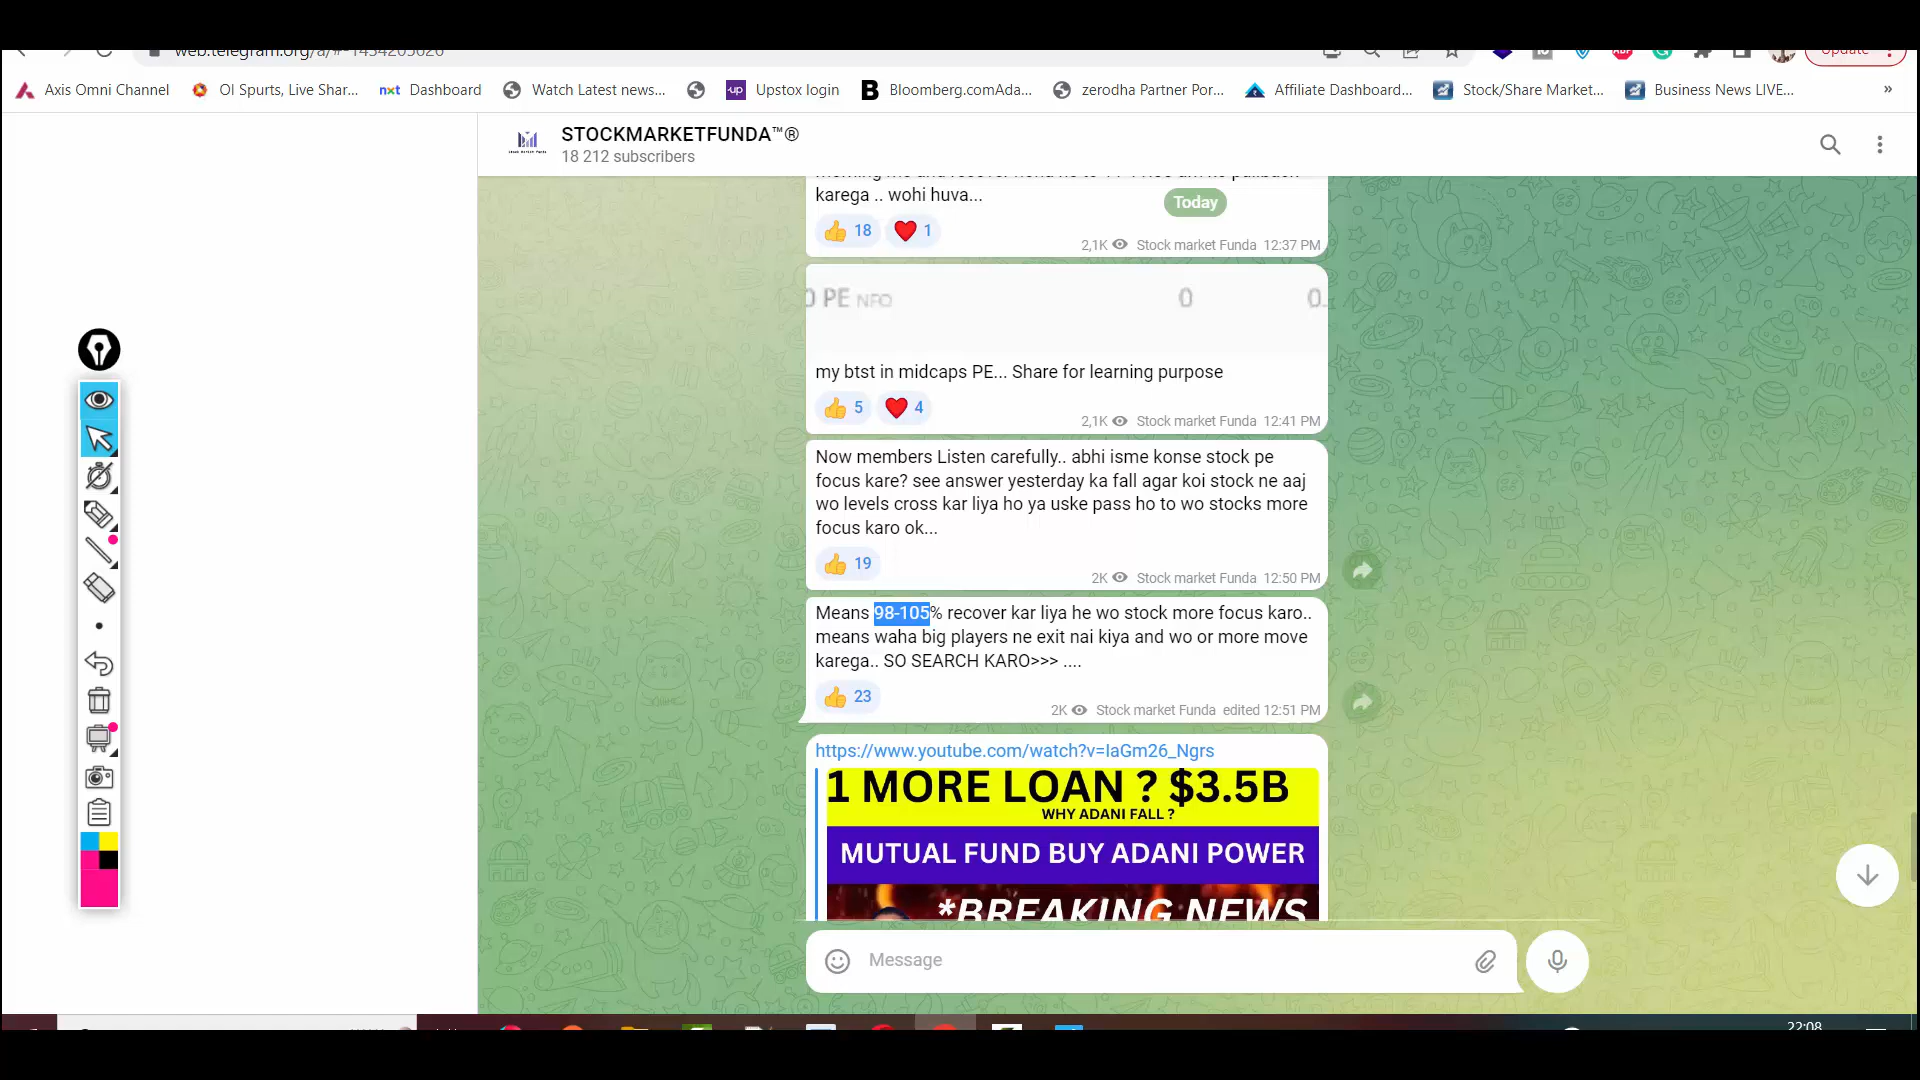 web.telegram.org/a/#-1434205626
Update
Axis Omni Channel
OI Spurts, Live Shar...
nxt Dashboard
Watch Latest news...
up Upstox login
B Bloomberg.comAda...
zerodha Partner Por...
Affiliate Dashboard...
Stock/Share Market...
Business News LIVE...
»
STOCKMARKETFUNDA™®
18 212 subscribers
karega .. wohi huva...
Today
18 1
2,1K Stock market Funda 12:37 PM
0 PE NFO 0 0.
my btst in midcaps PE... Share for learning purpose
5 4
2,1K Stock market Funda 12:41 PM
Now members Listen carefully.. abhi isme konse stock pe
focus kare? see answer yesterday ka fall agar koi stock ne aaj
wo levels cross kar liya ho ya uske pass ho to wo stocks more
focus karo ok...
19
2K Stock market Funda 12:50 PM
Means 98-105% recover kar liya he wo stock more focus karo..
means waha big players ne exit nai kiya and wo or more move
karega.. SO SEARCH KARO>>> ....
23
2K Stock market Funda edited 12:51 PM
https://www.youtube.com/watch?v=IaGm26_Ngrs
1 MORE LOAN ? $3.5B
WHY ADANI FALL ?
MUTUAL FUND BUY ADANI POWER
*BREAKING NEWS
Message
22:08